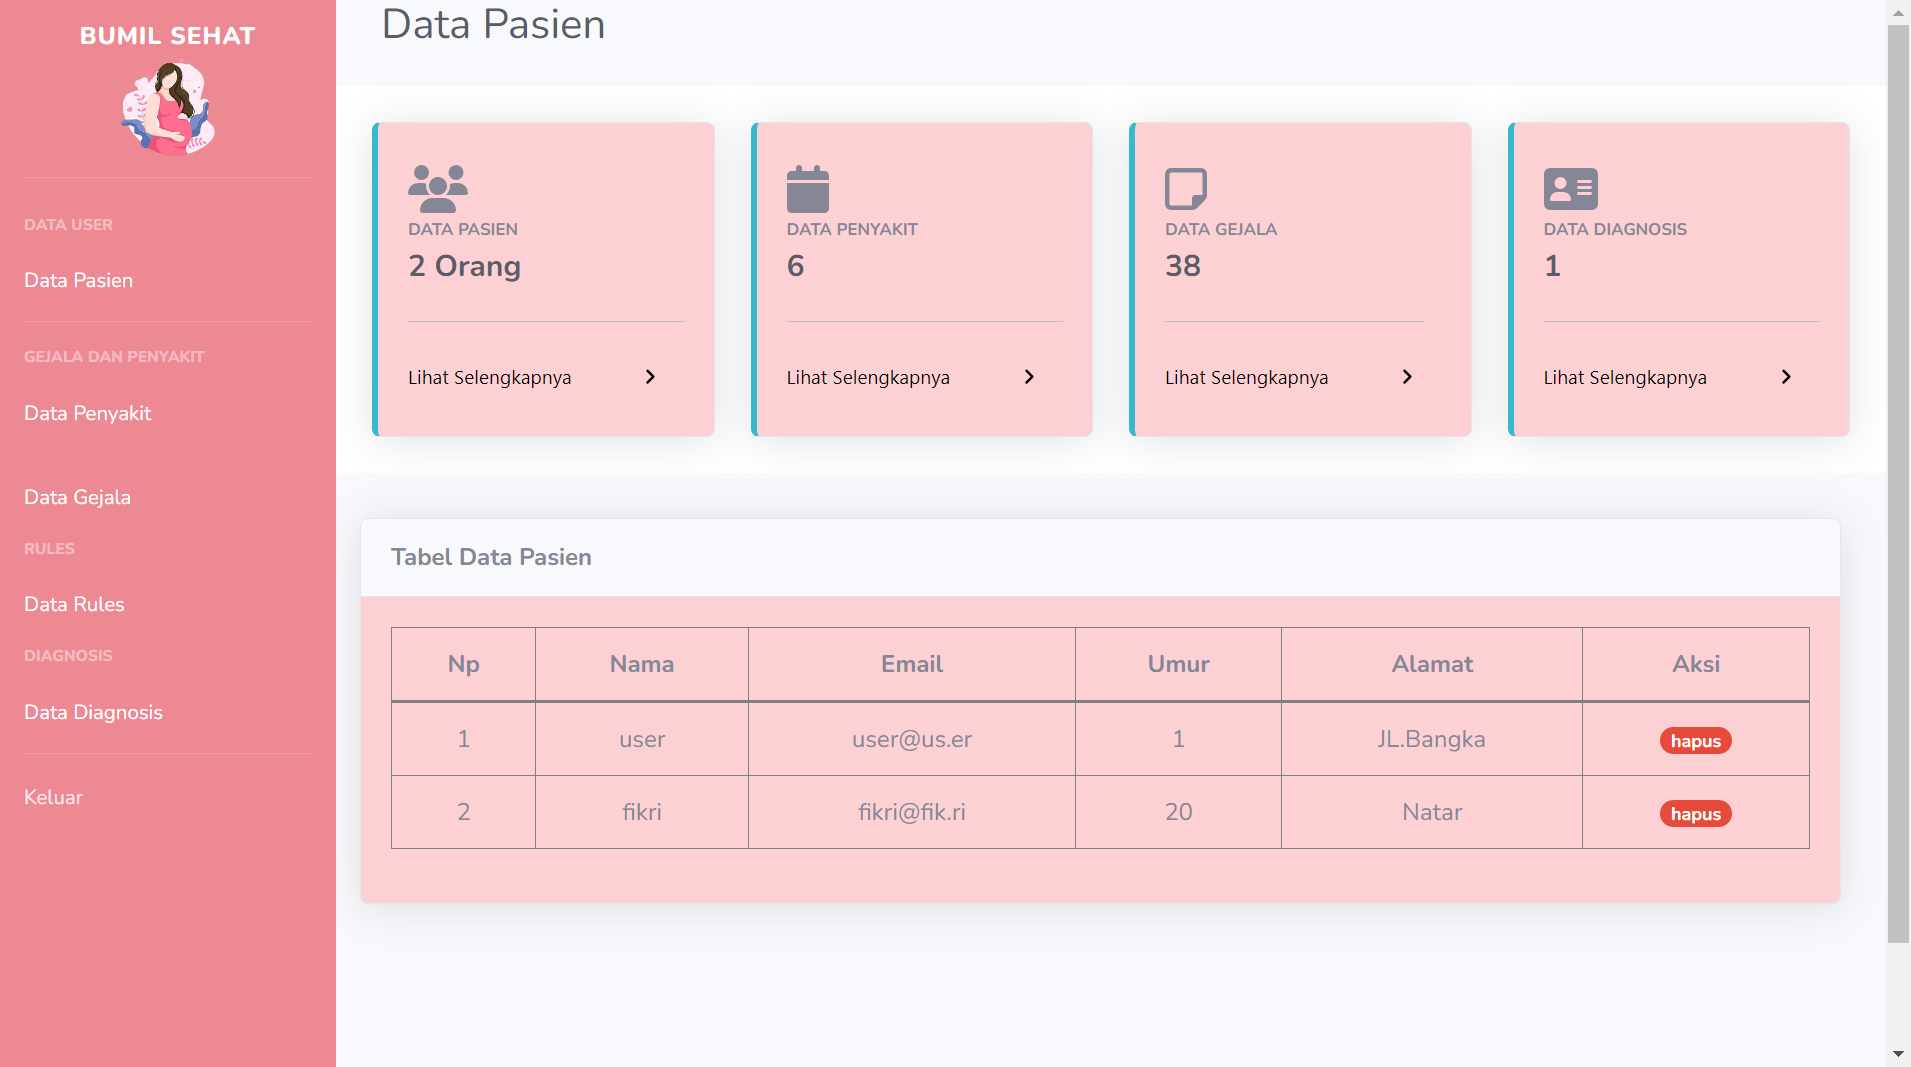 BUMIL SEHAT
DATA USER
Data Pasien
GEJALA DAN PENYAKIT
Data Penyakit
Data Gejala
RULES
Data Rules
DIAGNOSIS
Data Diagnosis
Keluar
Data Pasien
DATA PASIEN
2 Orang
Lihat Selengkapnya
DATA PENYAKIT
6
Lihat Selengkapnya
DATA GEJALA
38
Lihat Selengkapnya
DATA DIAGNOSIS
1
Lihat Selengkapnya
Tabel Data Pasien
Np Nama Email Umur Alamat Aksi
1 user user@us.er 1 JL.Bangka hapus
2 fikri fikri@fik.ri 20 Natar hapus